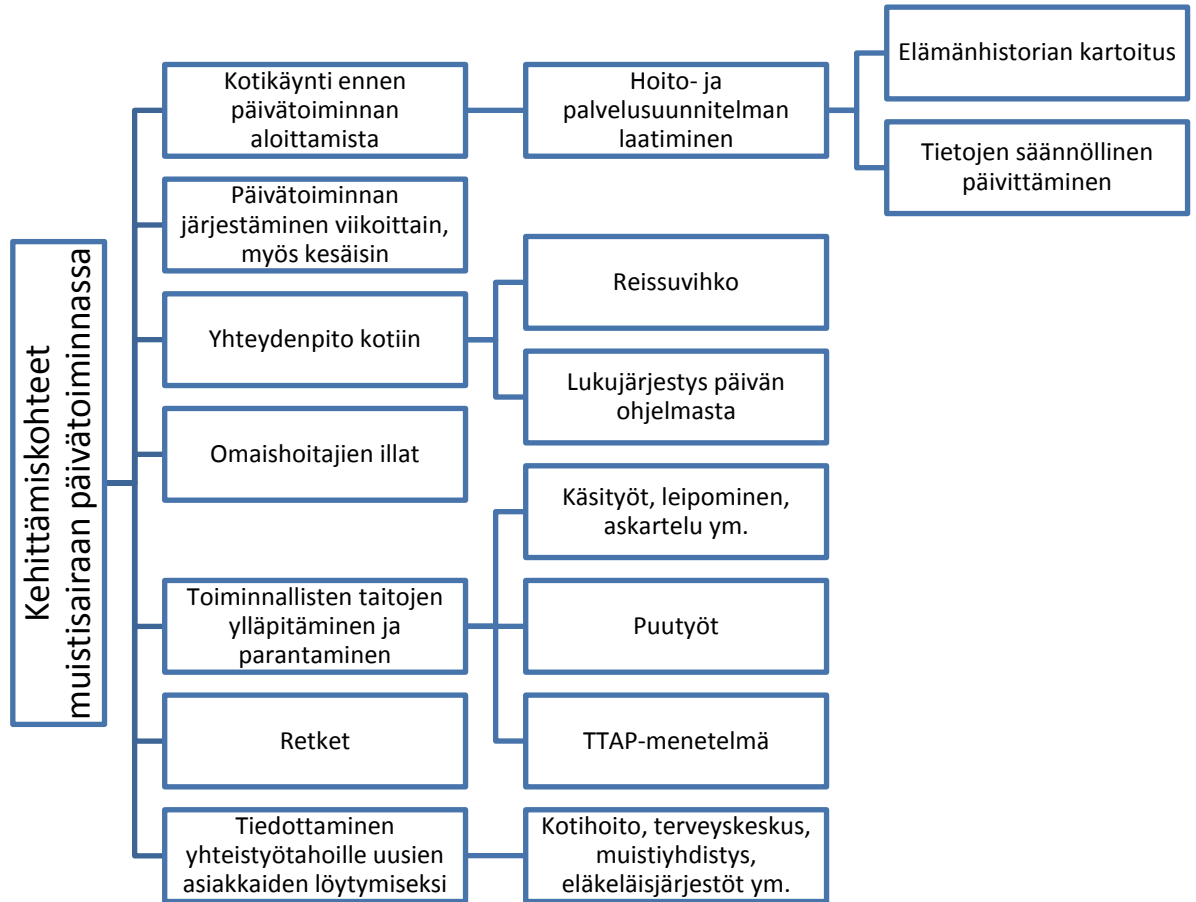 Kehittämiskohteet
muistisairaan päivätoiminnassa
Kotikäynti ennen
päivätoiminnan
aloittamista
Hoito- ja
palvelusuunnitelman
laatiminen
Elämänhistorian kartoitus
Tietojen säännöllinen
päivittäminen
Päivätoiminnan
järjestäminen viikoittain,
myös kesäisin
Yhteydenpito kotiin
Reissuvihko
Lukujärjestys päivän
ohjelmasta
Omaishoitajien illat
Toiminnallisten taitojen
ylläpitäminen ja
parantaminen
Käsityöt, leipominen,
askartelu ym.
Puutyöt
TTAP-menetelmä
Retket
Tiedottaminen
yhteistyötahoille uusien
asiakkaiden löytymiseksi
Kotihoito, terveyskeskus,
muistiyhdistys,
eläkeläisjärjestöt ym.